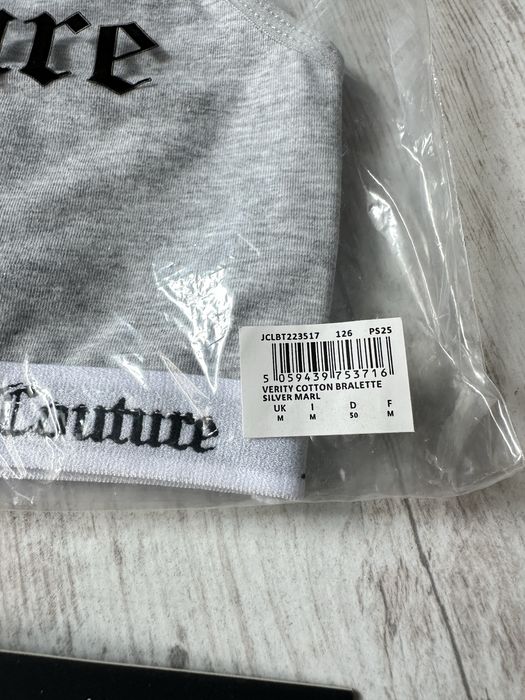 ure
Couture
JCLBT223517 126 PS25
5 059439 753716
VERITY COTTON BRALETTE
SILVER MARL
UK I D F
M M 50 M